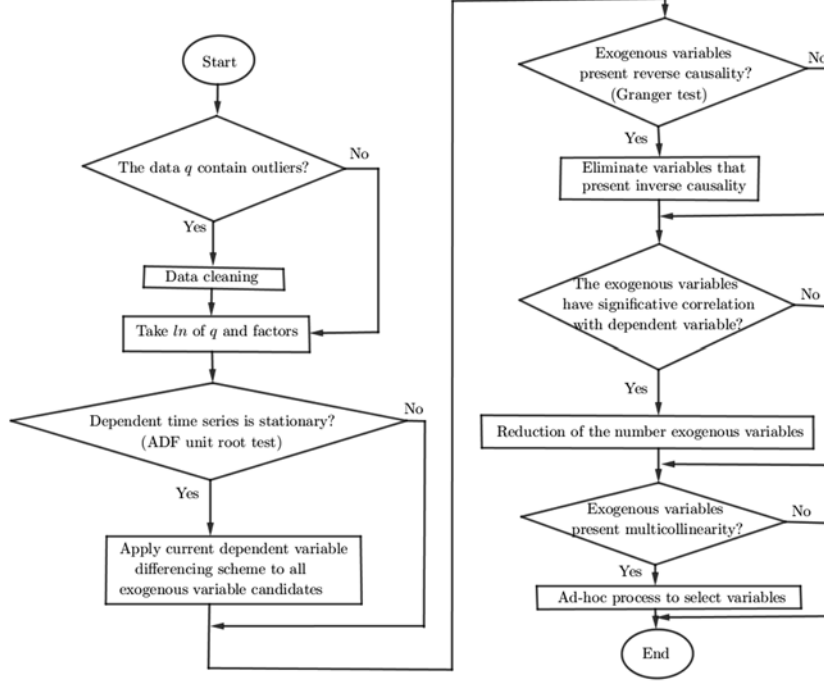 Start
The data q contain outliers?
No
Yes
Data cleaning
Take ln of q and factors
Dependent time series is stationary?
(ADF unit root test)
No
Yes
Apply current dependent variable
differencing scheme to all
exogenous variable candidates
Exogenous variables
present reverse causality?
(Granger test)
No
Yes
Eliminate variables that
present inverse causality
The exogenous variables
have significative correlation
with dependent variable?
No
Yes
Reduction of the number exogenous variables
Exogenous variables
present multicollinearity?
No
Yes
Ad-hoc process to select variables
End